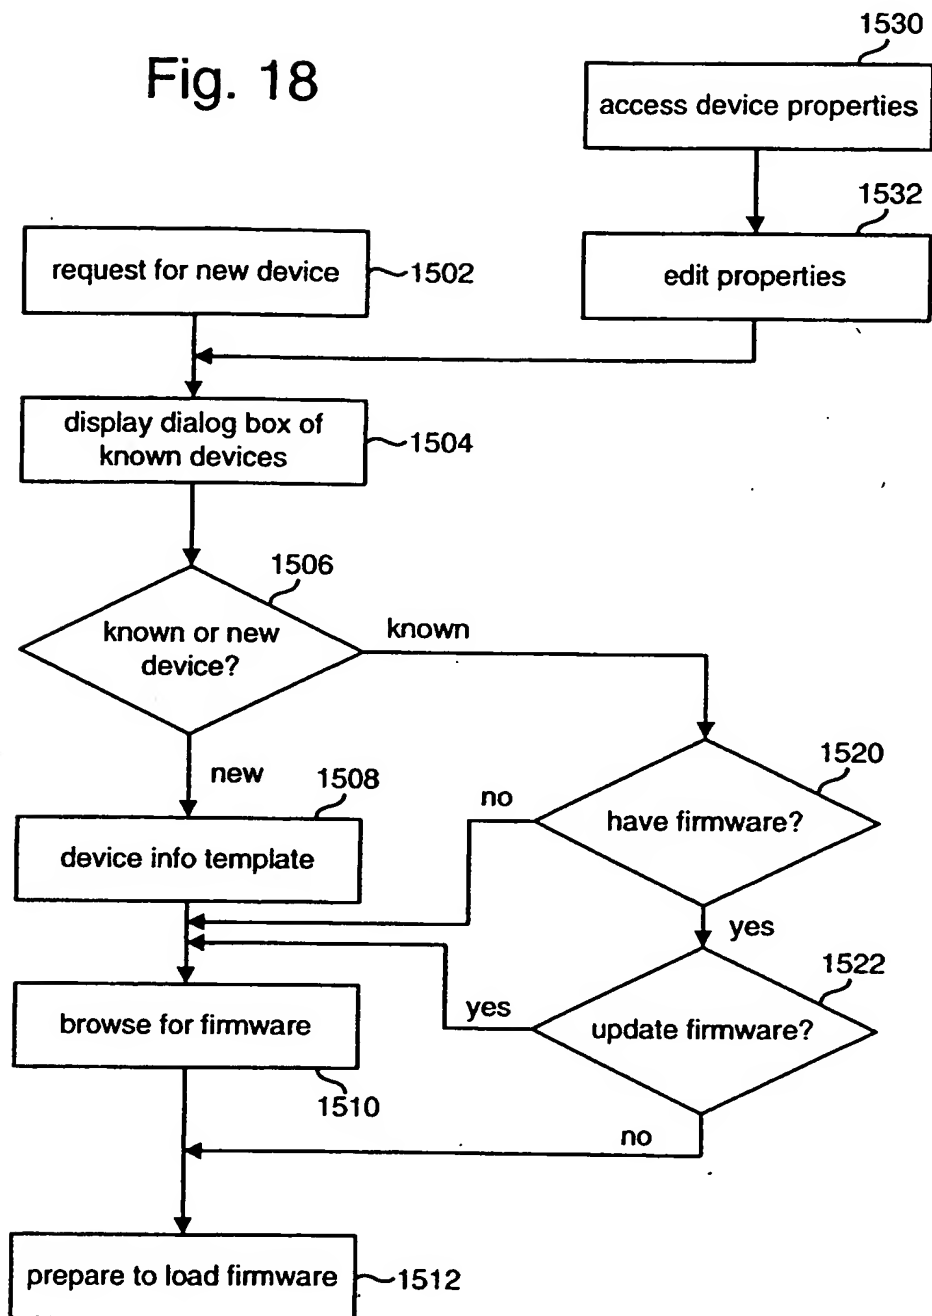 Fig. 18
1530
access device properties
1532
edit properties
request for new device
1502
display dialog box of
known devices
1504
1506
known or new
device?
known
new
1508
device info template
1520
have firmware?
no
yes
1522
update firmware?
yes
no
browse for firmware
1510
prepare to load firmware
1512